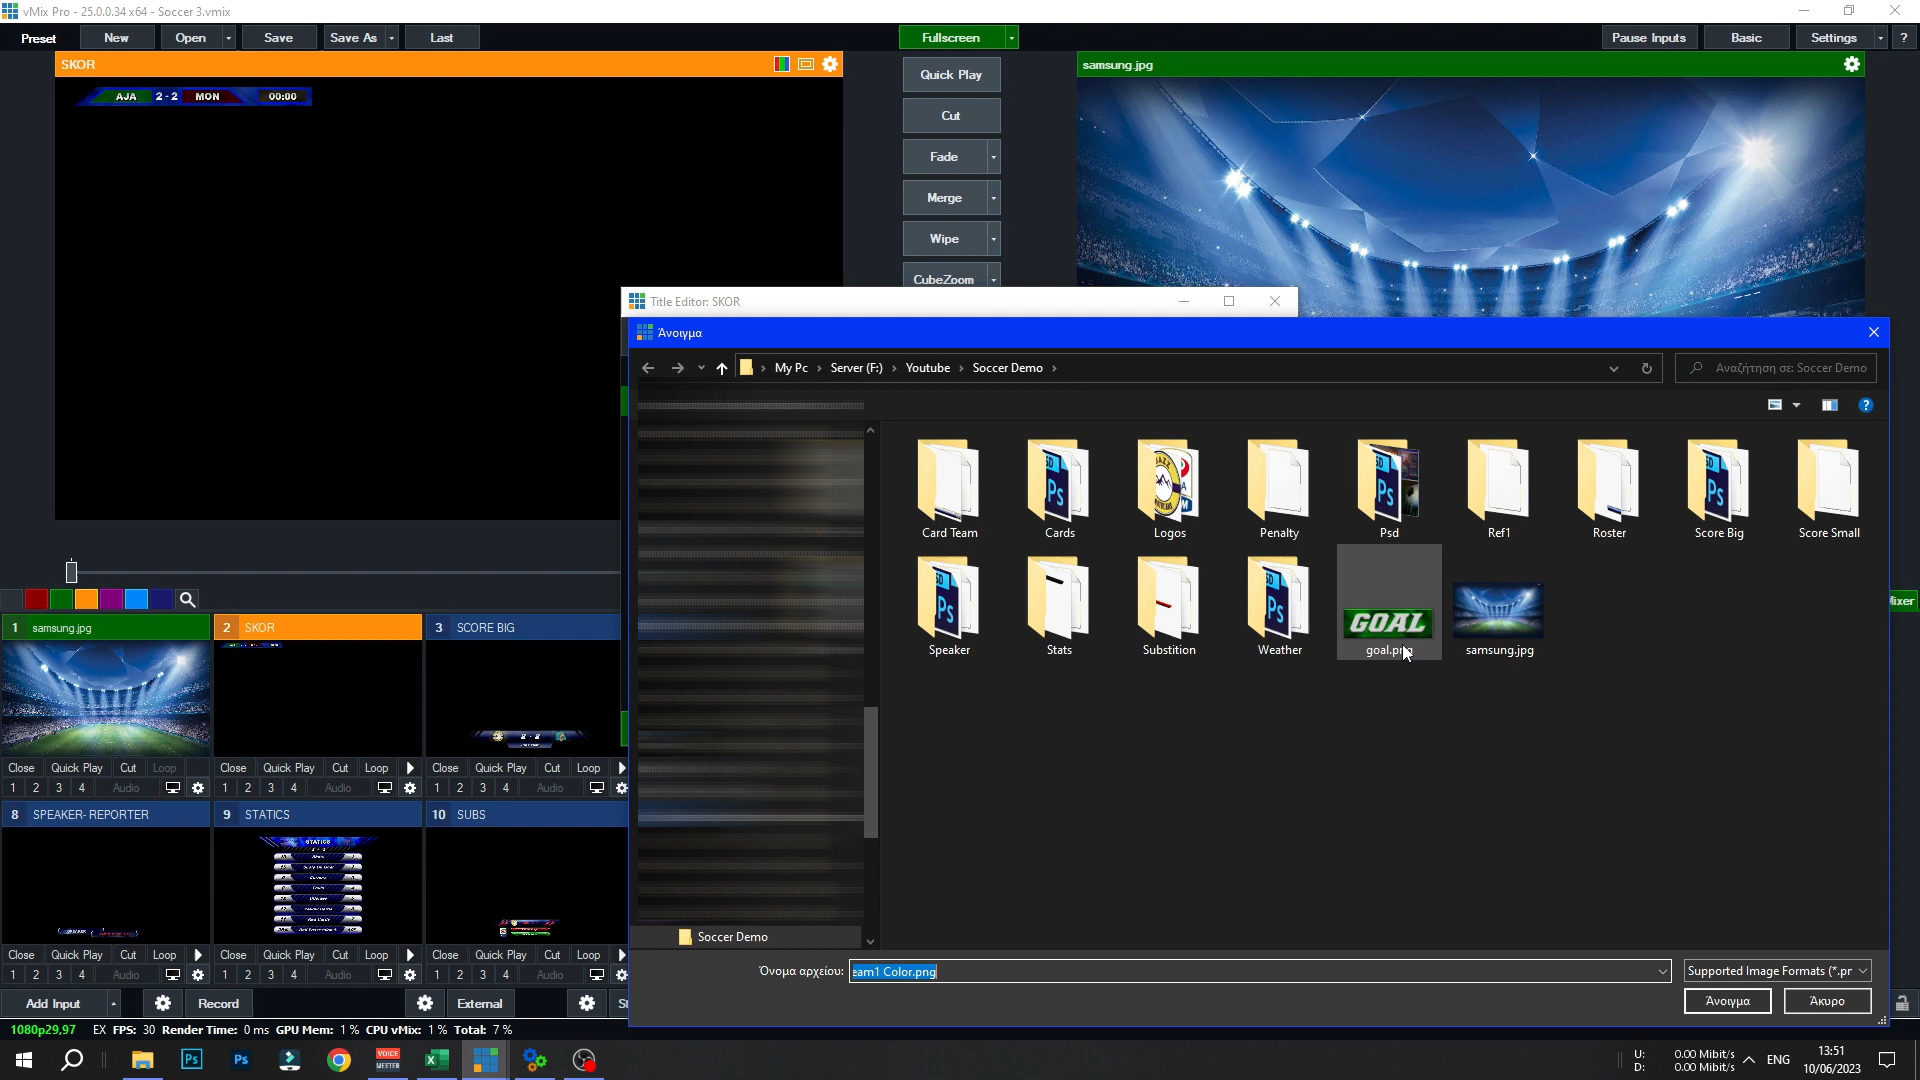 vMix Pro - 25.0.0.34 x64 - Soccer 3.vmix
Preset New Open Save Save As Last Fullscreen Pause Inputs Basic Settings ?
SKOR
samsung.jpg
AJA 2 - 2 MON 00:00
Quick Play
Cut
Fade
Merge
Wipe
CubeZoom
Title Editor: SKOR
Άνοιγμα
My Pc › Server (F:) › Youtube › Soccer Demo ›
Αναζήτηση σε: Soccer Demo
Card Team Cards Logos Penalty Psd Ref1 Roster Score Big Score Small
GOAL
Speaker Stats Substition Weather goal.png samsung.jpg
Soccer Demo
Όνομα αρχείου: eam1 Color.png Supported Image Formats (*.pr
Άνοιγμα Άκυρο
1 samsung.jpg 2 SKOR 3 SCORE BIG
Close Quick Play Cut Loop Close Quick Play Cut Loop Close Quick Play Cut Loop
1 2 3 4 Audio 1 2 3 4 Audio 1 2 3 4 Audio
8 SPEAKER- REPORTER 9 STATICS 10 SUBS
STATICS
Close Quick Play Cut Loop Close Quick Play Cut Loop Close Quick Play Cut Loop
1 2 3 4 Audio 1 2 3 4 Audio 1 2 3 4 Audio
Add Input Record External
1080p29,97 EX FPS: 30 Render Time: 0 ms GPU Mem: 1 % CPU vMix: 1 % Total: 7 %
VOICE
MEETER
U: 0.00 Mibit/s
D: 0.00 Mibit/s
ENG
13:51
10/06/2023